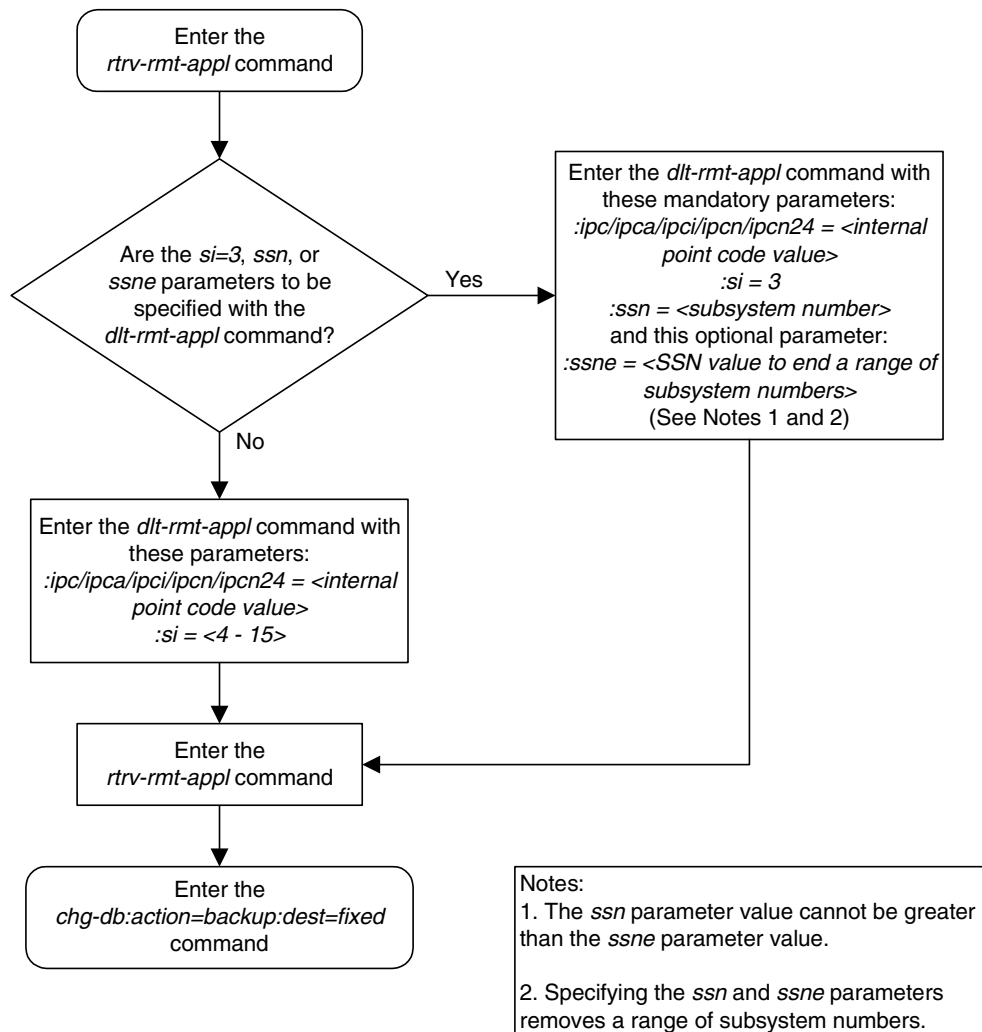 Enter the
rtrv-rmt-appl command
Are the si=3, ssn, or
ssne parameters to be
specified with the
dlt-rmt-appl command?
Yes
Enter the dlt-rmt-appl command with
these mandatory parameters:
:ipc/ipca/ipci/ipcn/ipcn24 = <internal
point code value>
:si = 3
:ssn = <subsystem number>
and this optional parameter:
:ssne = <SSN value to end a range of
subsystem numbers>
(See Notes 1 and 2)
No
Enter the dlt-rmt-appl command with
these parameters:
:ipc/ipca/ipci/ipcn/ipcn24 = <internal
point code value>
:si = <4 - 15>
Enter the
rtrv-rmt-appl command
Enter the
chg-db:action=backup:dest=fixed
command
Notes:
1. The ssn parameter value cannot be greater
than the ssne parameter value.
2. Specifying the ssn and ssne parameters
removes a range of subsystem numbers.